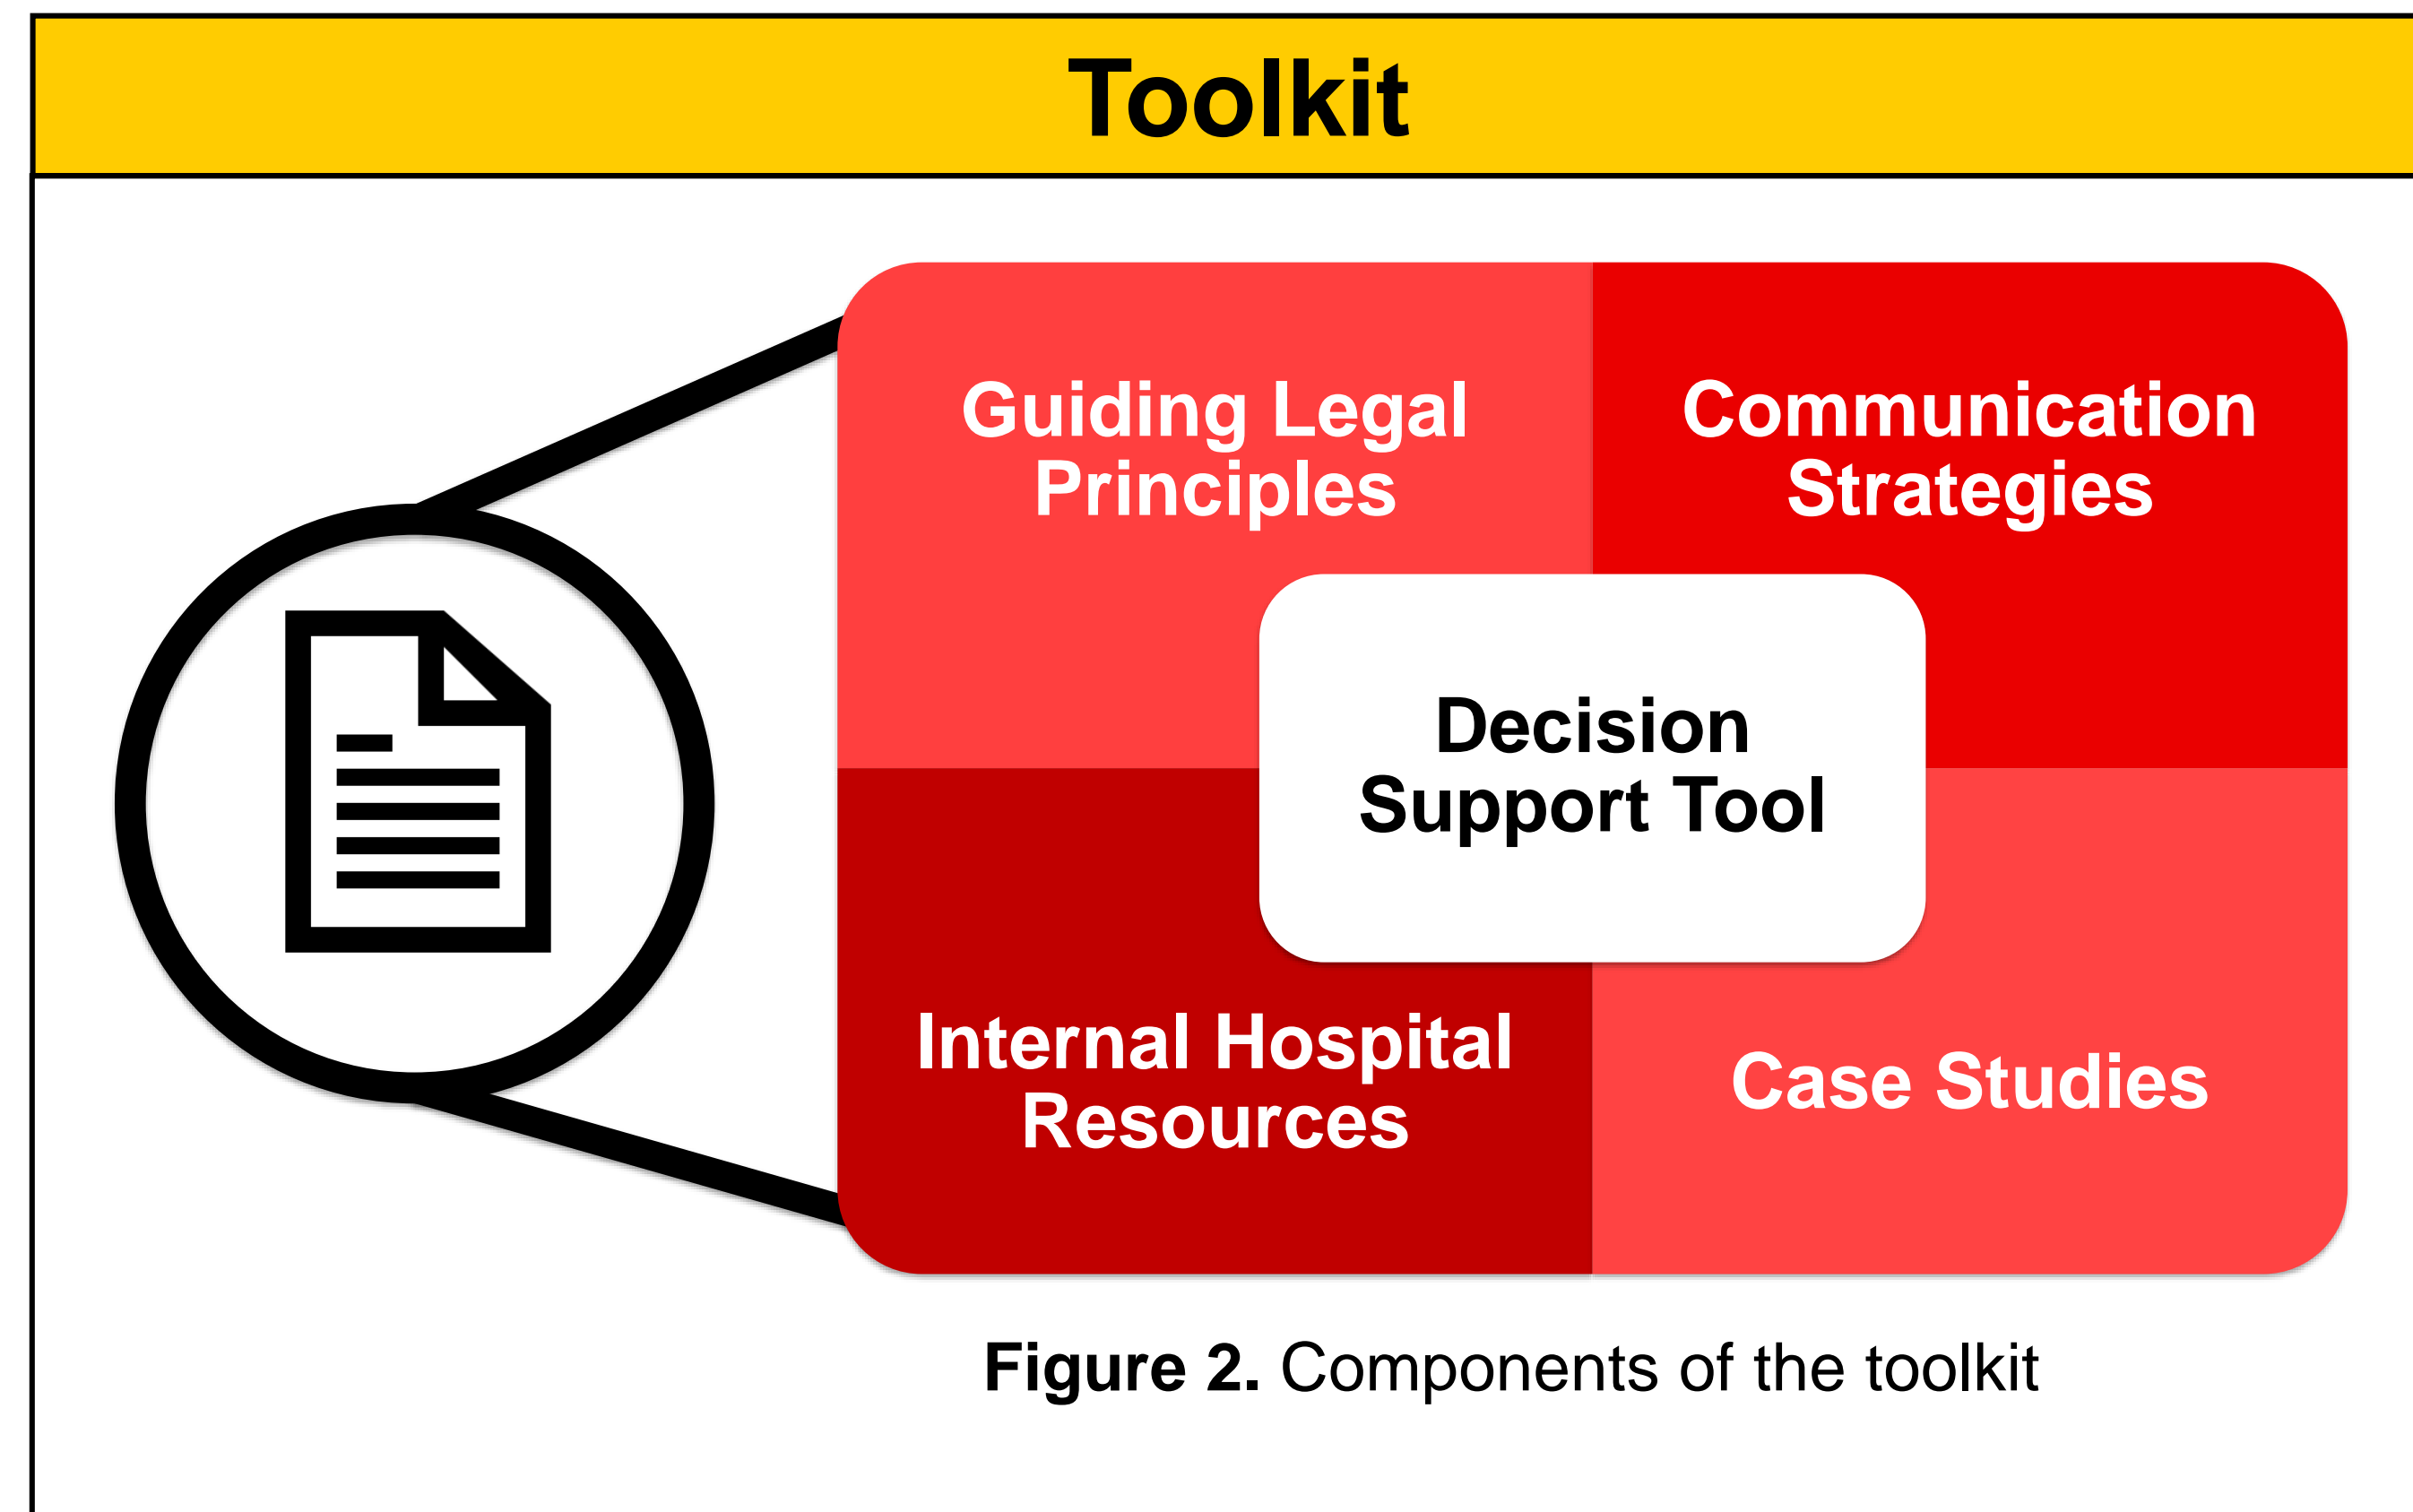 Toolkit
Guiding Legal
Principles
Communication
Strategies
Decision
Support Tool
Internal Hospital
Resources
Case Studies
Figure 2. Components of the toolkit